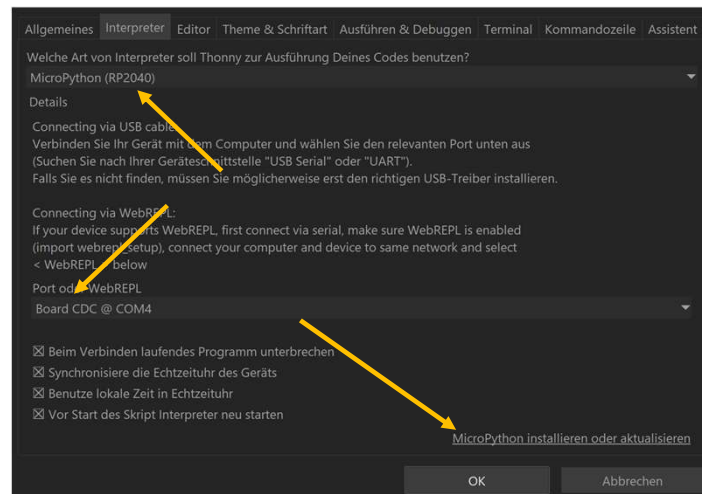 Allgemeines Interpreter Editor Theme & Schriftart Ausführen & Debuggen Terminal Kommandozeile Assistent
Welche Art von Interpreter soll Thonny zur Ausführung Deines Codes benutzen?
MicroPython (RP2040)
Details
Connecting via USB cable
Verbinden Sie Ihr Gerät mit dem Computer und wählen Sie den relevanten Port unten aus
(Suchen Sie nach Ihrer Geräteschnittstelle "USB Serial" oder "UART").
Falls Sie es nicht finden, müssen Sie möglicherweise erst den richtigen USB-Treiber installieren.
Connecting via WebREPL:
If your device supports WebREPL, first connect via serial, make sure WebREPL is enabled
(import webrepl_setup), connect your computer and device to same network and select
< WebREPL > below
Port oder WebREPL
Board CDC @ COM4
Beim Verbinden laufendes Programm unterbrechen
Synchronisiere die Echtzeituhr des Geräts
Benutze lokale Zeit in Echtzeituhr
Vor Start des Skript Interpreter neu starten
MicroPython installieren oder aktualisieren
OK Abbrechen